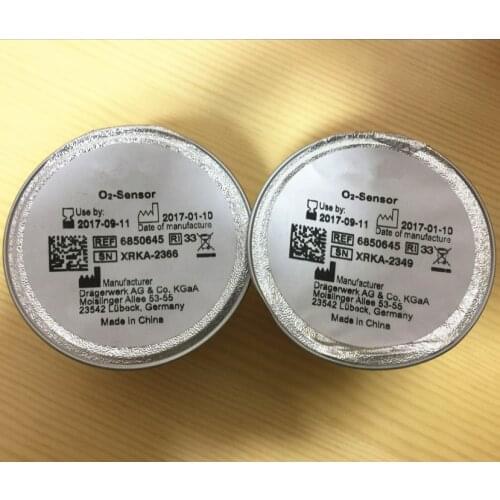 O₂-Sensor
Use by:
2017-09-11
2017-01-10
Date of manufacture
REF 6850645 RI 33
SN XRKA-2366
Manufacturer
Drägerwerk AG & Co. KGaA
Moislinger Allee 53-55
23542 Lübeck, Germany
Made in China
O₂-Sensor
Use by:
2017-09-11
2017-01-10
Date of manufacture
REF 6850645 RI 33
SN XRKA-2349
Manufacturer
Drägerwerk AG & Co. KGaA
Moislinger Allee 53-55
23542 Lübeck, Germany
Made in China